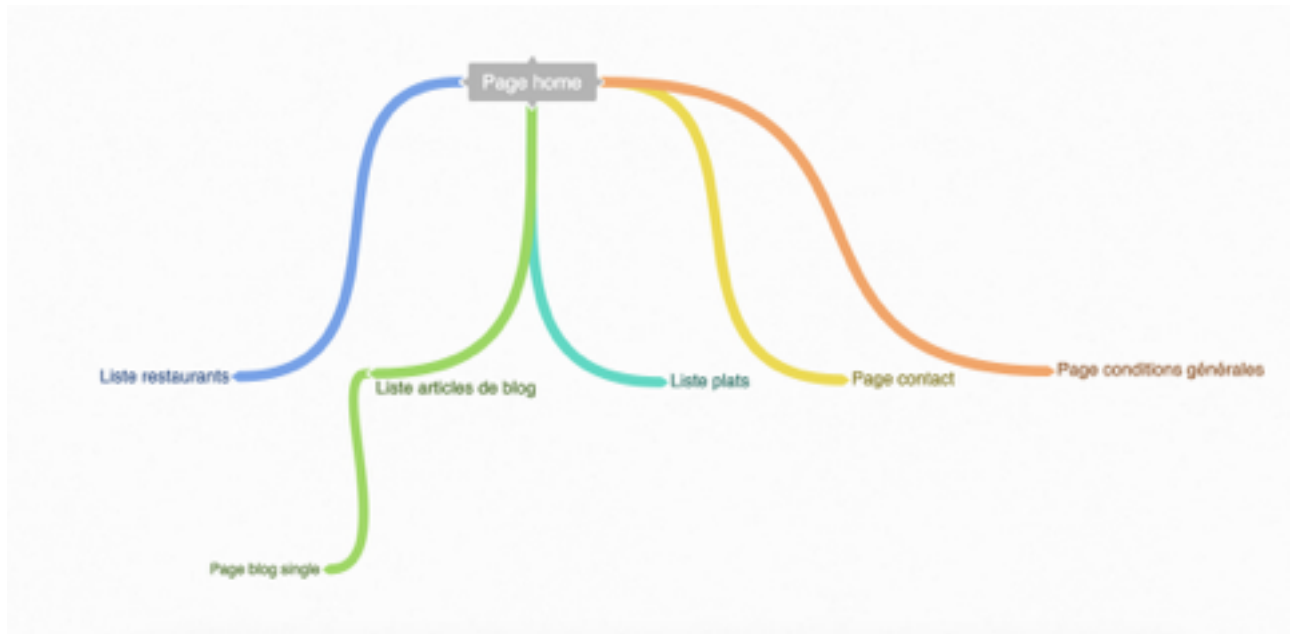 Page home
Liste restaurants
Liste articles de blog
Liste plats
Page contact
Page conditions générales
Page blog single